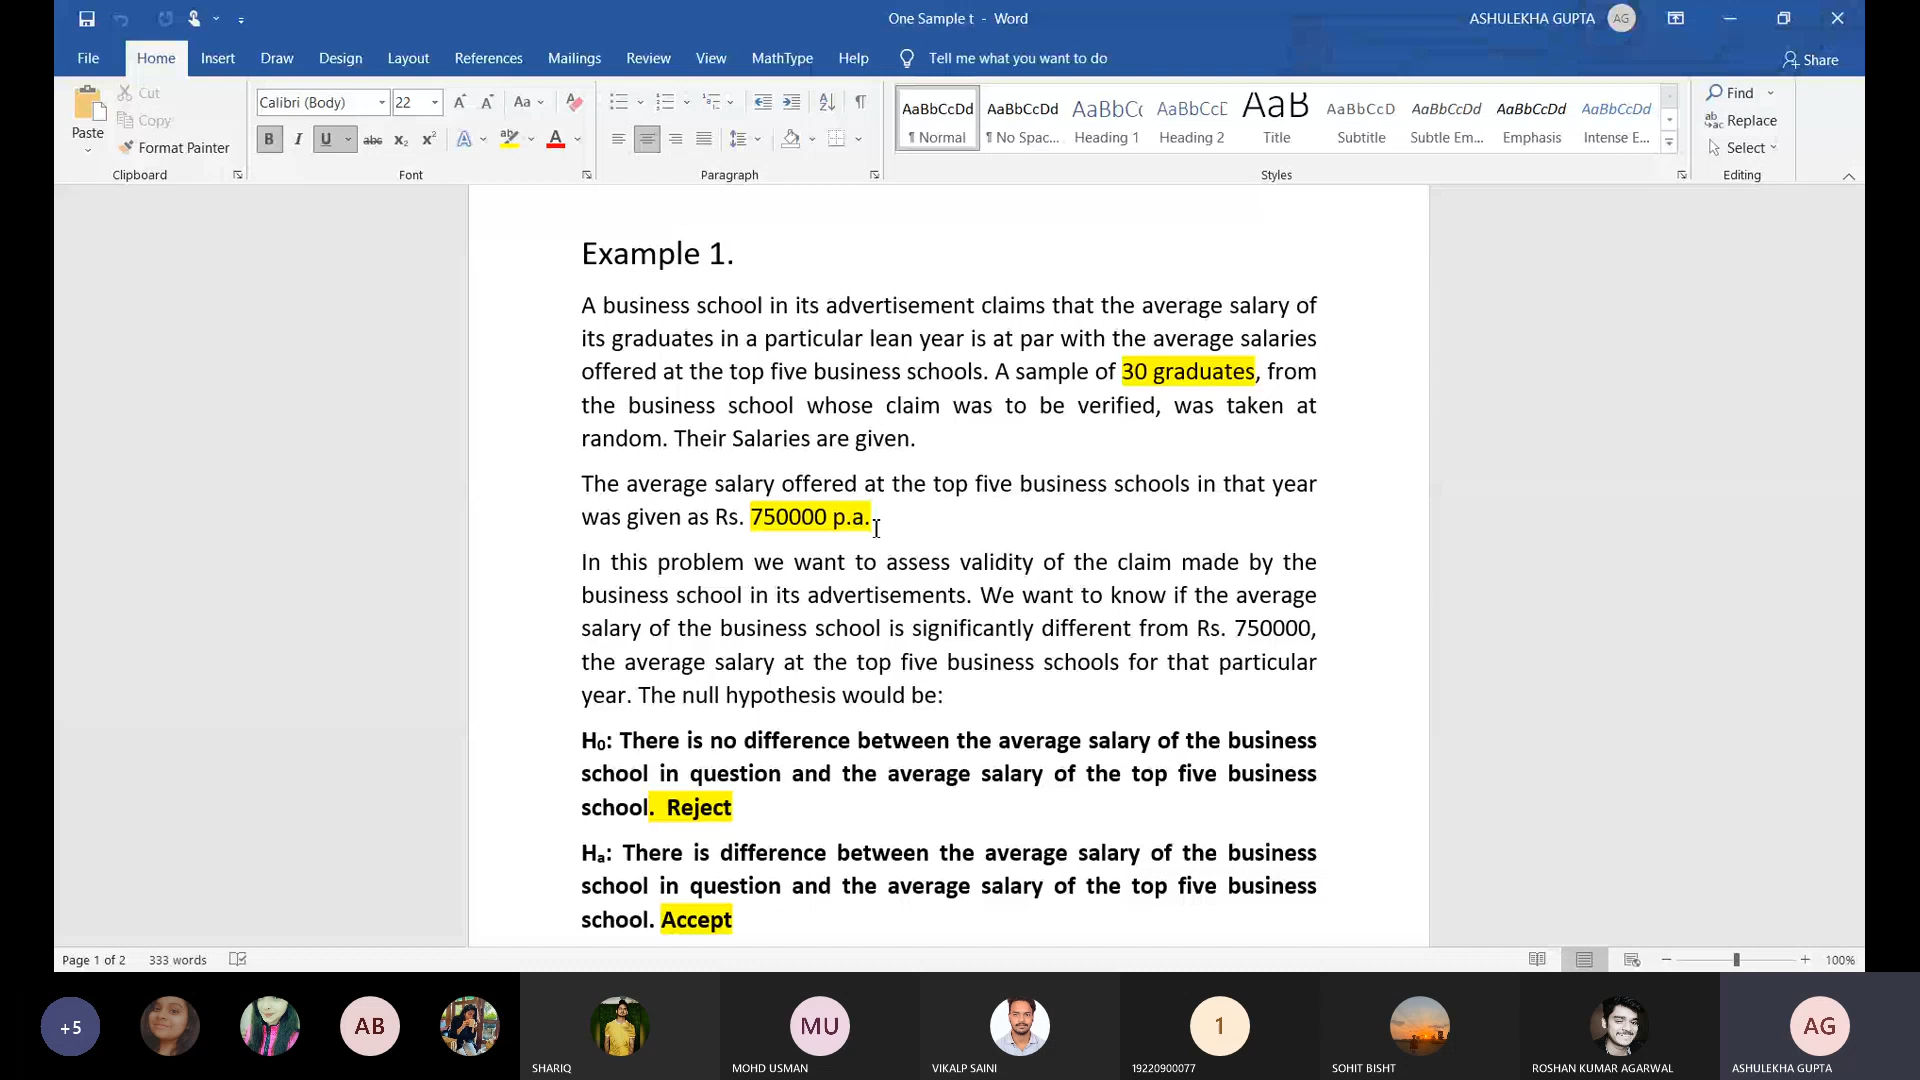 One Sample t - Word
ASHULEKHA GUPTA
AG
File Home Insert Draw Design Layout References Mailings Review View MathType Help Tell me what you want to do
Share
Paste
Cut
Copy
Format Painter
Clipboard
Calibri (Body) 22
Aa
B I U abc x₂ x² A A
Font
Paragraph
AaBbCcDd AaBbCcDd AaBbC( AaBbCcE AaB AaBbCcD AaBbCcDd AaBbCcDd AaBbCcDd
¶ Normal ¶ No Spac... Heading 1 Heading 2 Title Subtitle Subtle Em... Emphasis Intense E...
Styles
Find
Replace
Select
Editing
Example 1.
A business school in its advertisement claims that the average salary of
its graduates in a particular lean year is at par with the average salaries
offered at the top five business schools. A sample of 30 graduates, from
the business school whose claim was to be verified, was taken at
random. Their Salaries are given.
The average salary offered at the top five business schools in that year
was given as Rs. 750000 p.a.
In this problem we want to assess validity of the claim made by the
business school in its advertisements. We want to know if the average
salary of the business school is significantly different from Rs. 750000,
the average salary at the top five business schools for that particular
year. The null hypothesis would be:
H₀: There is no difference between the average salary of the business
school in question and the average salary of the top five business
school. Reject
Hₐ: There is difference between the average salary of the business
school in question and the average salary of the top five business
school. Accept
Page 1 of 2 333 words
100%
+5
AB
MU
1
AG
SHARIQ
MOHD USMAN
VIKALP SAINI
19220900077
SOHIT BISHT
ROSHAN KUMAR AGARWAL
ASHULEKHA GUPTA